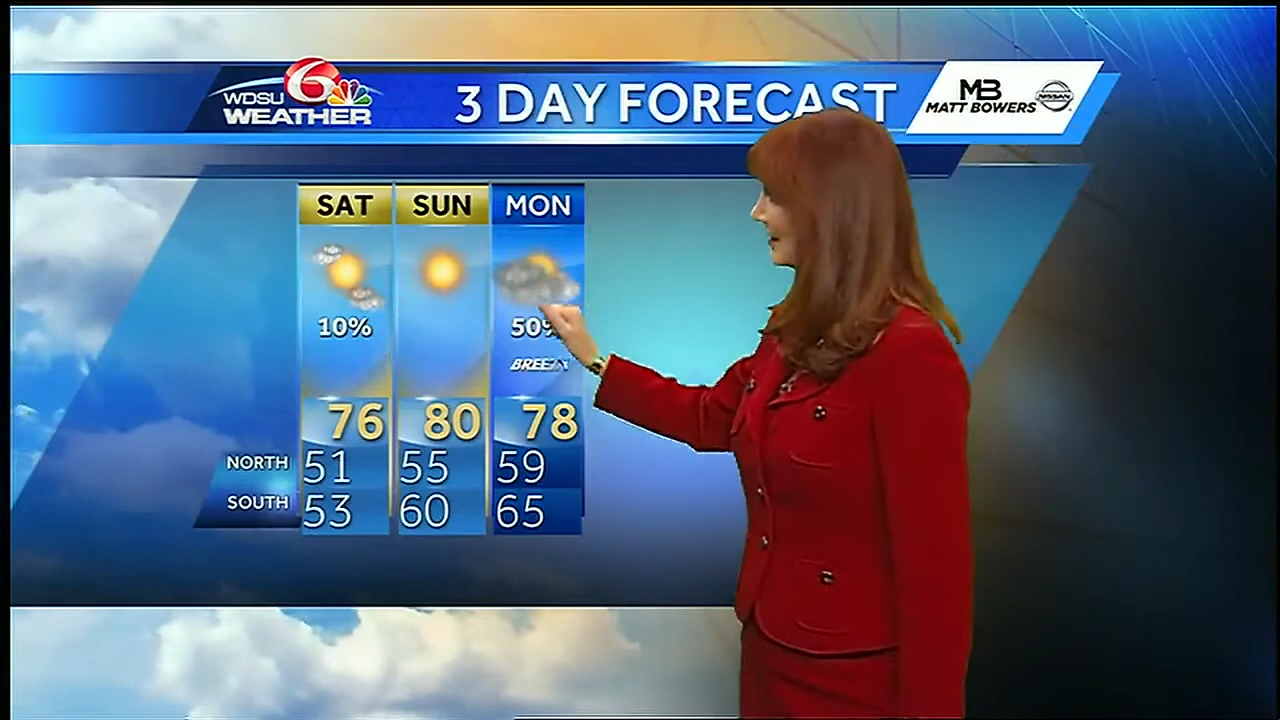 6
WDSU
WEATHER
3 DAY FORECAST
MB
MATT BOWERS
NISSAN
SAT SUN MON
10% 50%
BREEZY
76 80 78
NORTH 51 55 59
SOUTH 53 60 65